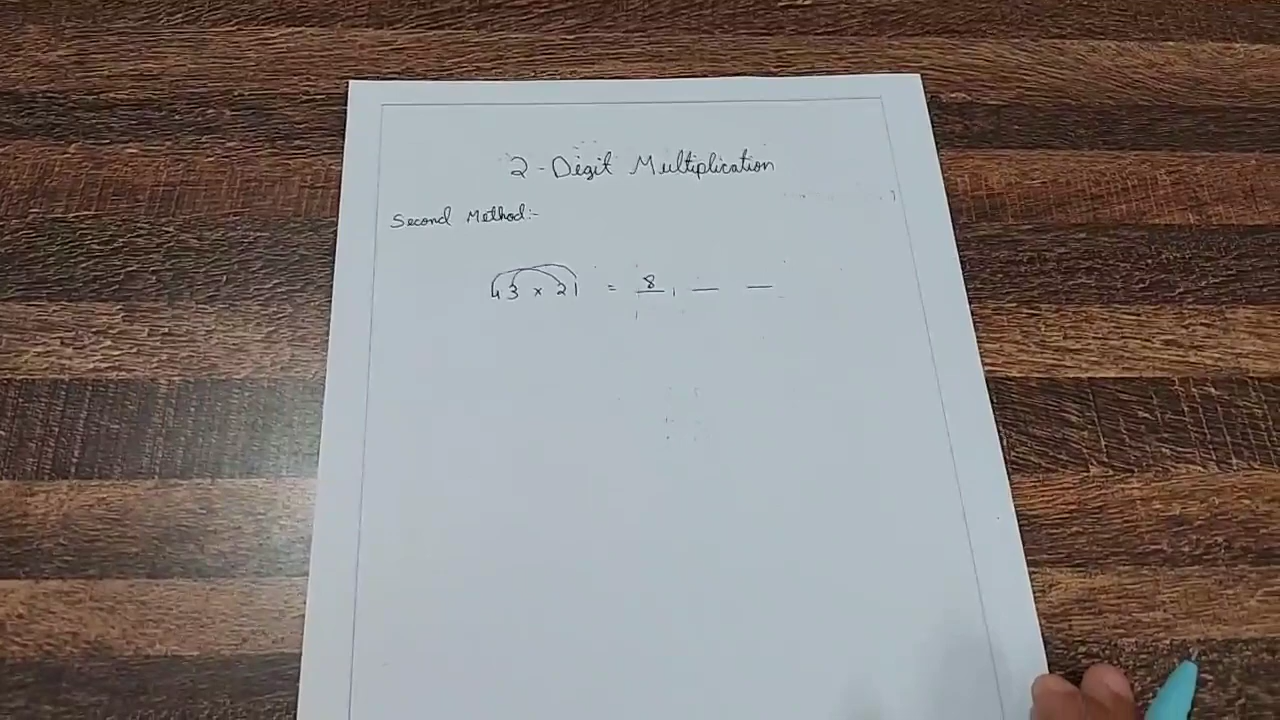 2-Digit Multiplication
Second Method:-
43 × 21 = 8, _ _